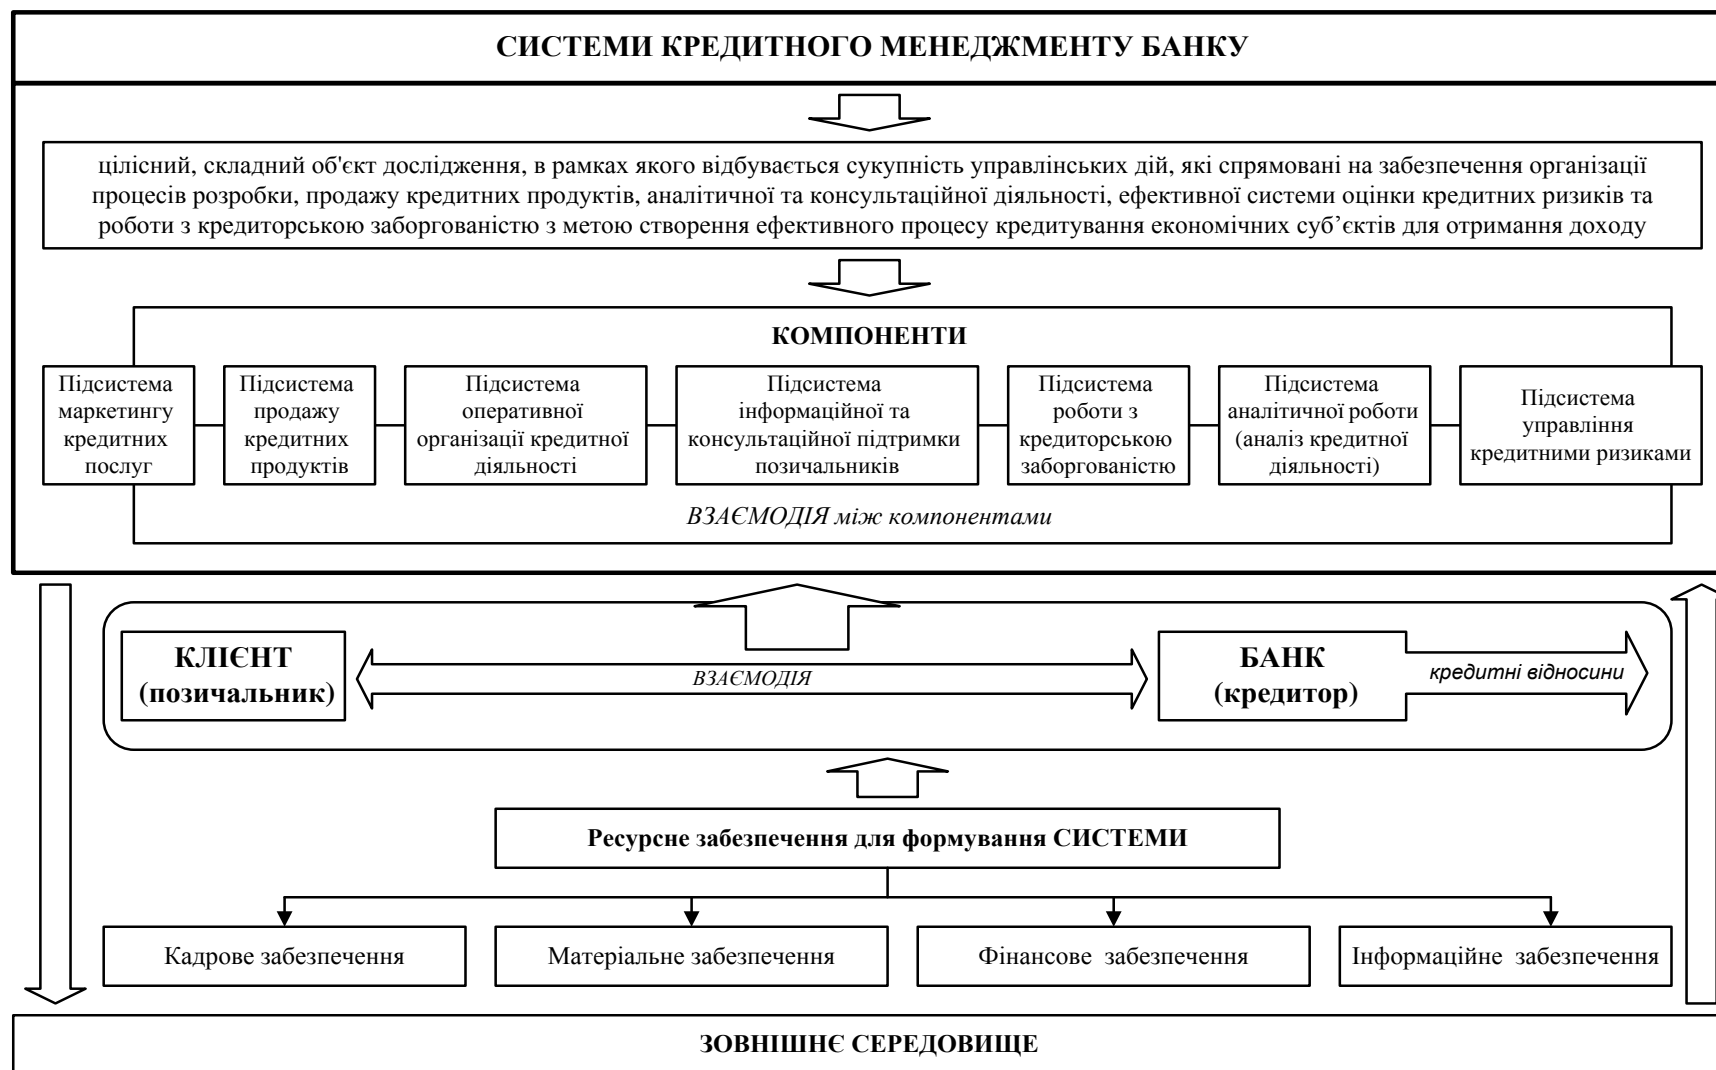 СИСТЕМИ КРЕДИТНОГО МЕНЕДЖМЕНТУ БАНКУ
цілісний, складний об'єкт дослідження, в рамках якого відбувається сукупність управлінських дій, які спрямовані на забезпечення організації
процесів розробки, продажу кредитних продуктів, аналітичної та консультаційної діяльності, ефективної системи оцінки кредитних ризиків та
роботи з кредиторською заборгованістю з метою створення ефективного процесу кредитування економічних суб’єктів для отримання доходу
КОМПОНЕНТИ
Підсистема
маркетингу
кредитних
послуг
Підсистема
продажу
кредитних
продуктів
Підсистема
оперативної
організації кредитної
діяльності
Підсистема
інформаційної та
консультаційної підтримки
позичальників
Підсистема
роботи з
кредиторською
заборгованістю
Підсистема
аналітичної роботи
(аналіз кредитної
діяльності)
Підсистема
управління
кредитними ризиками
ВЗАЄМОДІЯ між компонентами
КЛІЄНТ
(позичальник)
ВЗАЄМОДІЯ
БАНК
(кредитор)
кредитні відносини
Ресурсне забезпечення для формування СИСТЕМИ
Кадрове забезпечення
Матеріальне забезпечення
Фінансове забезпечення
Інформаційне забезпечення
ЗОВНІШНЄ СЕРЕДОВИЩЕ